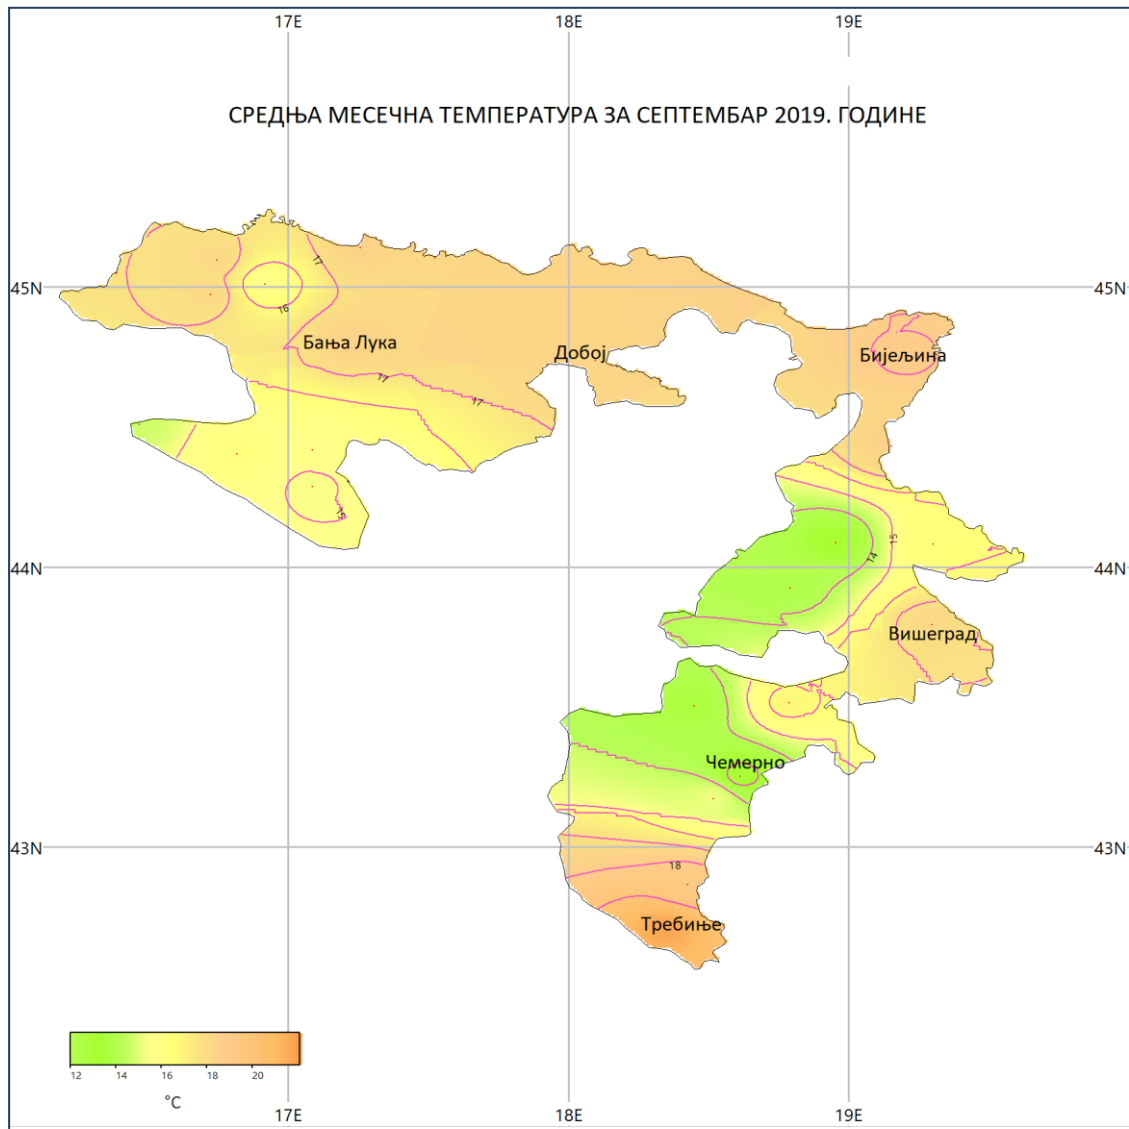 17E 18E 19E
СРЕДЊА МЕСЕЧНА ТЕМПЕРАТУРА ЗА СЕПТЕМБАР 2019. ГОДИНЕ
17
45N 45N
16
Бања Лука
Добој
Бијељина
17
17
15
15
14
44N 44N
Вишеград
Чемерно
43N 43N
18
Требиње
12 14 16 18 20
°C
17E 18E 19E